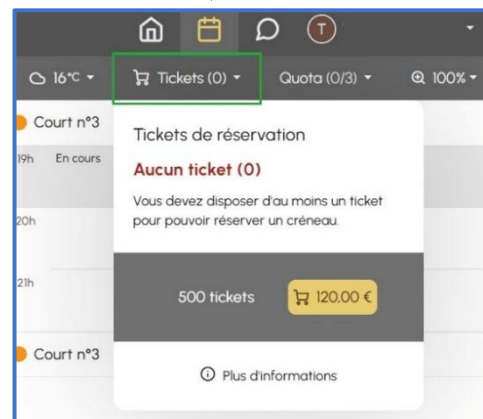 T
16°C
Tickets (0)
Quota (0/3)
100%
Court n°3
19h En cours
20h
21h
Court n°3
Tickets de réservation
Aucun ticket (0)
Vous devez disposer d'au moins un ticket
pour pouvoir réserver un créneau.
500 tickets
120,00 €
Plus d'informations